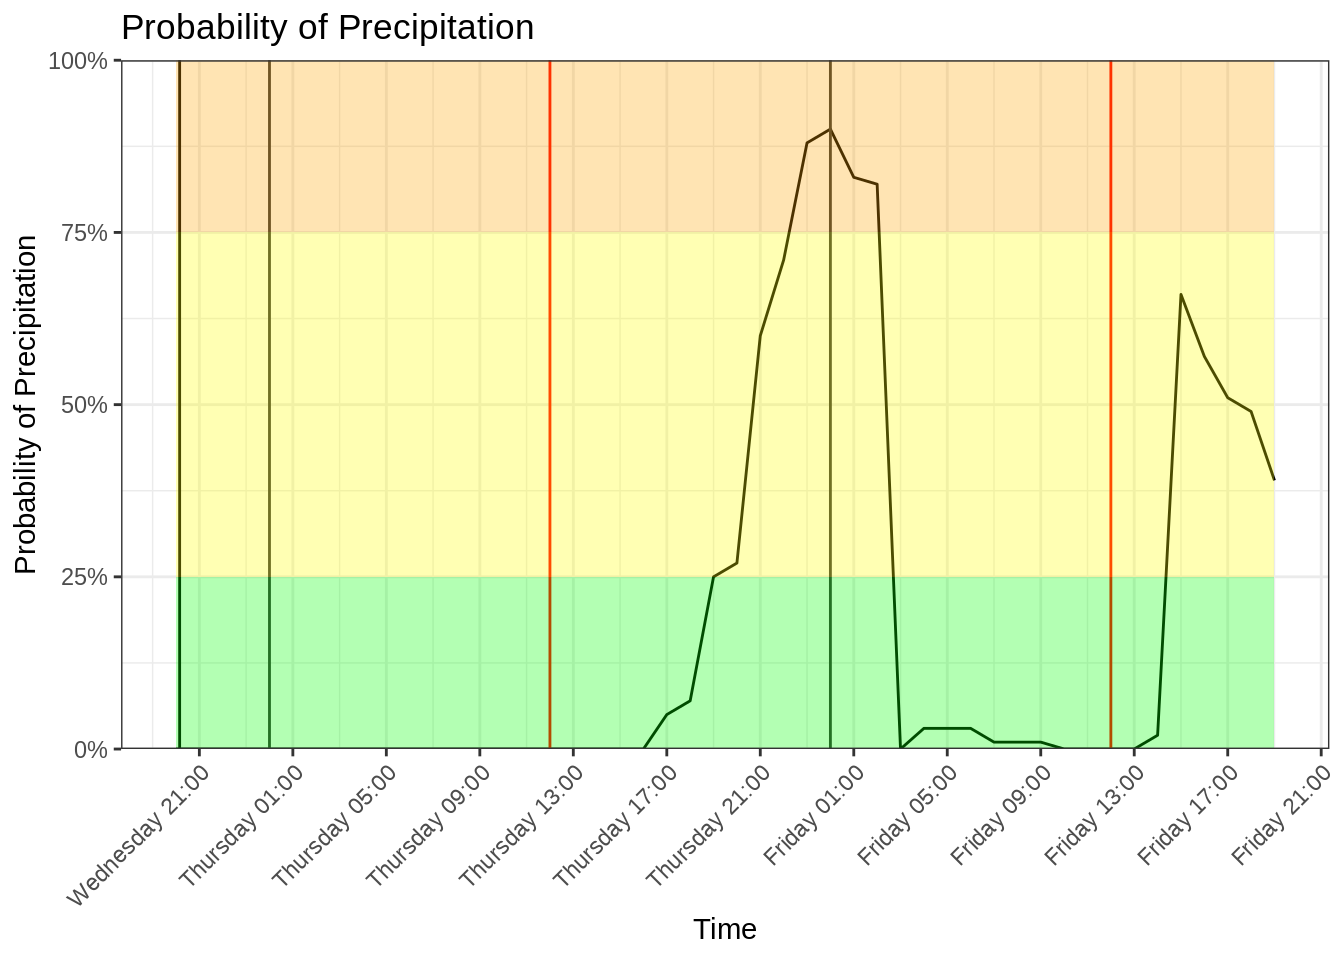 Probability of Precipitation
Probability of Precipitation
100%
75%
50%
25%
0%
Wednesday 21:00
Thursday 01:00
Thursday 05:00
Thursday 09:00
Thursday 13:00
Thursday 17:00
Thursday 21:00
Friday 01:00
Friday 05:00
Friday 09:00
Friday 13:00
Friday 17:00
Friday 21:00
Time